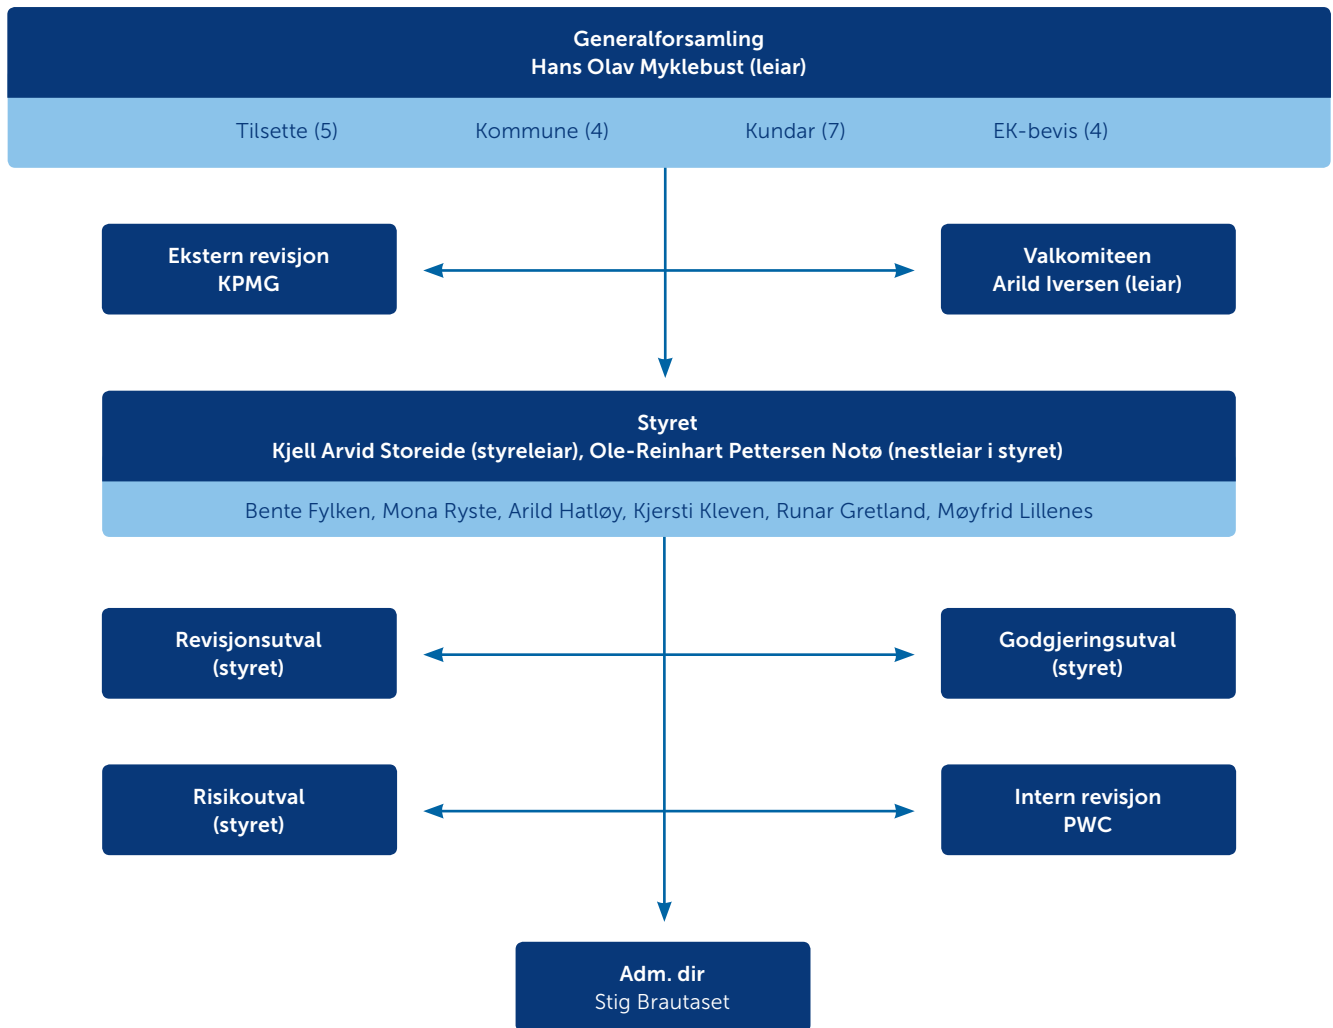 Generalforsamling
Hans Olav Myklebust (leiar)
Tilsette (5)
Kommune (4)
Kundar (7)
EK-bevis (4)
Ekstern revisjon
KPMG
Valkomiteen
Arild Iversen (leiar)
Styret
Kjell Arvid Storeide (styreleiar), Ole-Reinhart Pettersen Notø (nestleiar i styret)
Bente Fylken, Mona Ryste, Arild Hatløy, Kjersti Kleven, Runar Gretland, Møyfrid Lillenes
Revisjonsutval
(styret)
Godgjeringsutval
(styret)
Risikoutval
(styret)
Intern revisjon
PWC
Adm. dir
Stig Brautaset